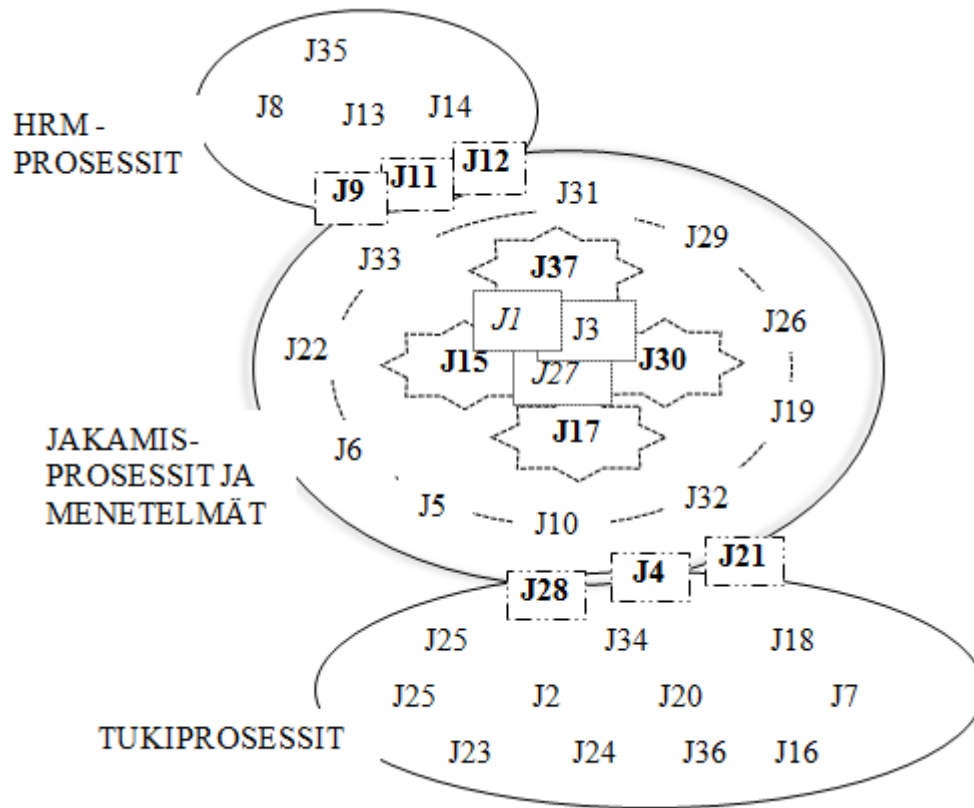 J35
J8 J13 J14
HRM -
PROSESSIT
J12
J11
J9
J31
J29
J33
J37
J1 J3 J26
J22
J15 J27 J30
J19
J17
JAKAMIS-
PROSESSIT JA
MENETELMÄT
J6
J5 J10 J32
J28 J4 J21
J25 J34 J18
J25 J2 J20 J7
TUKIPROSESSIT
J23 J24 J36 J16